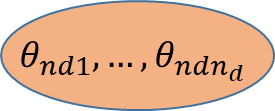 θ_{nd1}, … , θ_{ndn_d}